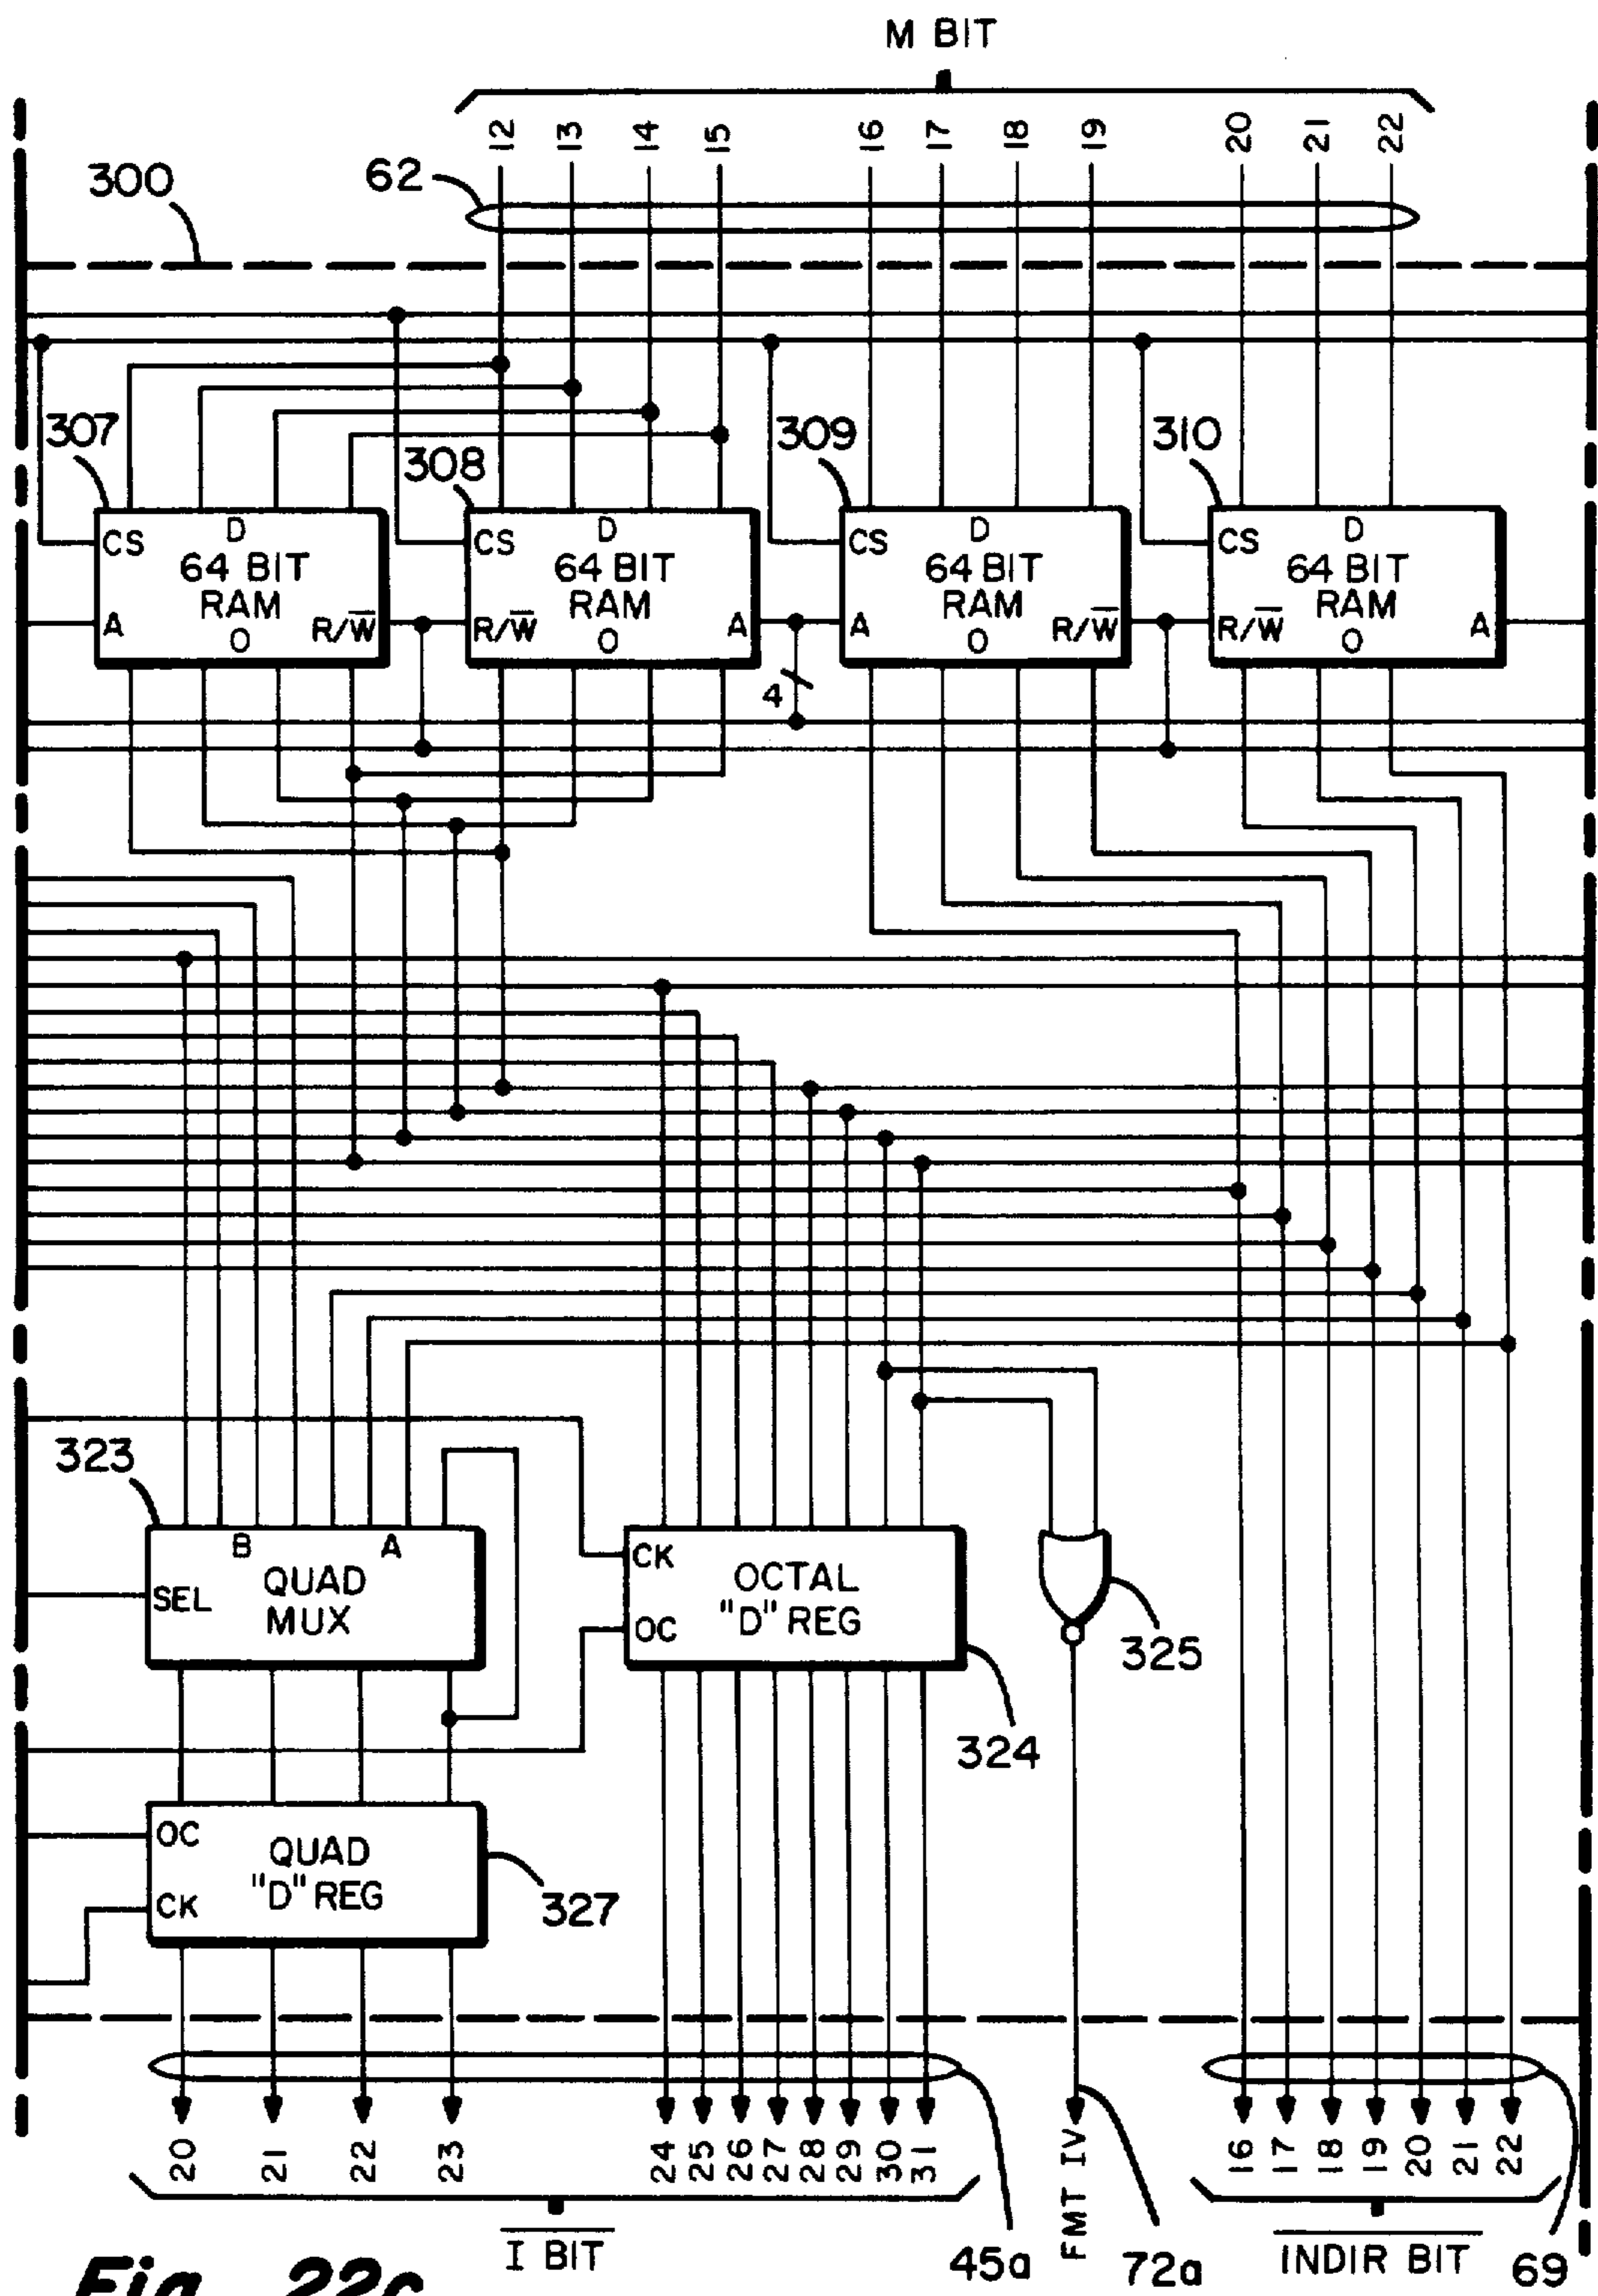 M BIT
12 13 14 15 16 17 18 19 20 21 22
300
62
307
308
309
310
CS D
64 BIT
RAM
A O R/W̅
CS D
64 BIT
RAM
R/W̅ O A
CS D
64 BIT
RAM
A O R/W̅
CS D
64 BIT
RAM
R/W̅ O A
4
323
B A
QUAD
SEL
MUX
CK
OCTAL
"D" REG
OC
325
324
OC
QUAD
"D" REG
CK
327
20 21 22 23 24 25 26 27 28 29 30 31
FMT IV
16 17 18 19 20 21 22
I BIT
45a
72a
INDIR BIT
69
Fig. 22c